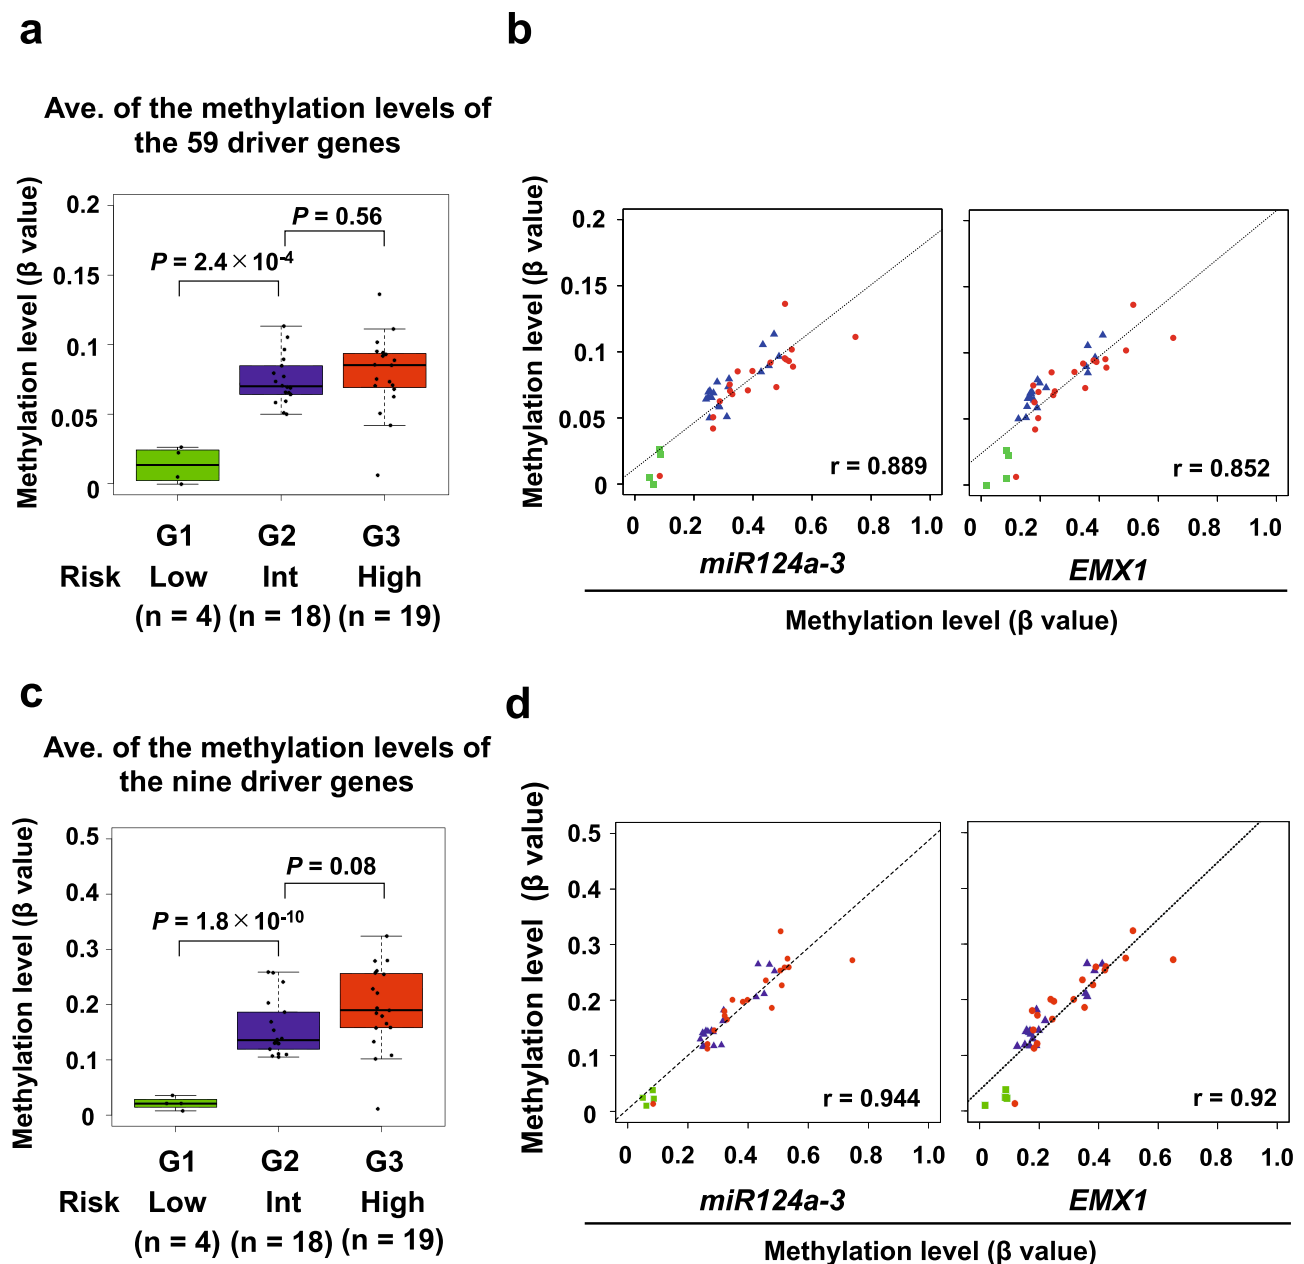 a
Ave. of the methylation levels of
the 59 driver genes
Methylation level (β value)
0.2
0.15
0.1
0.05
0
P = 0.56
P = 2.4×10-4
G1 G2 G3
Risk Low Int High
(n = 4) (n = 18) (n = 19)
b
Methylation level (β value)
0.2
0.15
0.1
0.05
0
r = 0.889
r = 0.852
0 0.2 0.4 0.6 0.8 1.0
0 0.2 0.4 0.6 0.8 1.0
miR124a-3
EMX1
Methylation level (β value)
c
Ave. of the methylation levels of
the nine driver genes
Methylation level (β value)
0.5
0.4
0.3
0.2
0.1
0
P = 0.08
P = 1.8×10-10
G1 G2 G3
Risk Low Int High
(n = 4) (n = 18) (n = 19)
d
Methylation level (β value)
0.5
0.4
0.3
0.2
0.1
0
r = 0.944
r = 0.92
0 0.2 0.4 0.6 0.8 1.0
0 0.2 0.4 0.6 0.8 1.0
miR124a-3
EMX1
Methylation level (β value)